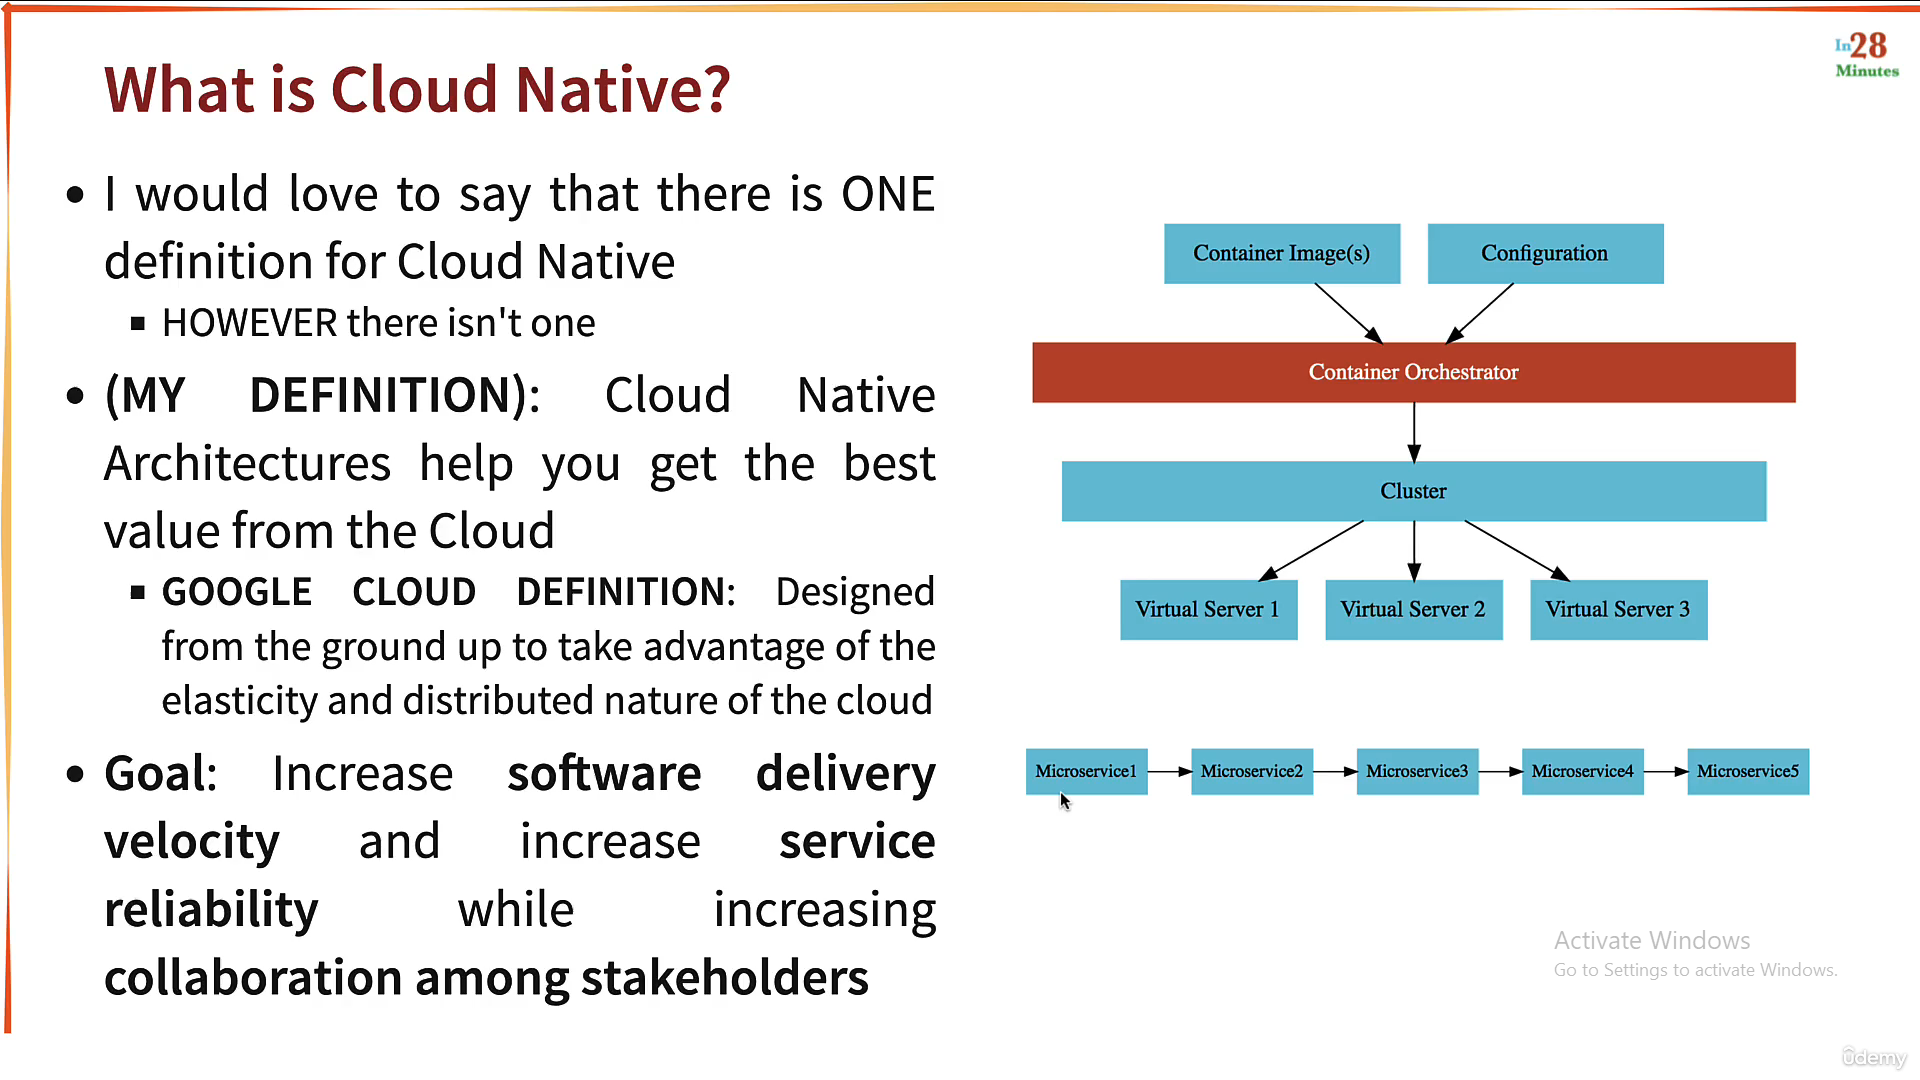 In28
Minutes
What is Cloud Native?
• I would love to say that there is ONE
definition for Cloud Native
▪ HOWEVER there isn't one
• (MY DEFINITION): Cloud Native
Architectures help you get the best
value from the Cloud
▪ GOOGLE CLOUD DEFINITION: Designed
from the ground up to take advantage of the
elasticity and distributed nature of the cloud
• Goal: Increase software delivery
velocity and increase service
reliability while increasing
collaboration among stakeholders
Container Image(s)
Configuration
Container Orchestrator
Cluster
Virtual Server 1
Virtual Server 2
Virtual Server 3
Microservice1
Microservice2
Microservice3
Microservice4
Microservice5
Activate Windows
Go to Settings to activate Windows.
ûdemy